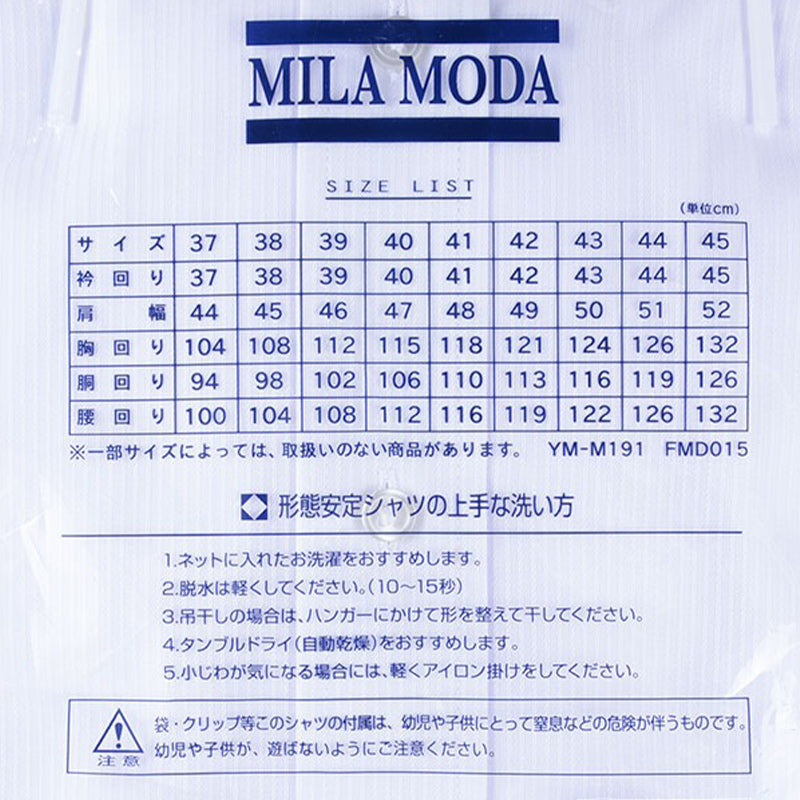 MILA MODA
SIZE LIST
(単位cm)
サイズ 37 38 39 40 41 42 43 44 45
衿回り 37 38 39 40 41 42 43 44 45
肩幅 44 45 46 47 48 49 50 51 52
胸回り 104 108 112 115 118 121 124 126 132
胴回り 94 98 102 106 110 113 116 119 126
腰回り 100 104 108 112 116 119 122 126 132
※一部サイズによっては、取扱いのない商品があります。 YM-M191 FMD015
形態安定シャツの上手な洗い方
1.ネットに入れたお洗濯をおすすめします。
2.脱水は軽くしてください。(10〜15秒)
3.吊干しの場合は、ハンガーにかけて形を整えて干してください。
4.タンブルドライ(自動乾燥)をおすすめします。
5.小じわが気になる場合には、軽くアイロン掛けをしてください。
袋・クリップ等このシャツの付属は、幼児や子供にとって窒息などの危険が伴うものです。
幼児や子供が、遊ばないようにご注意ください。
注意